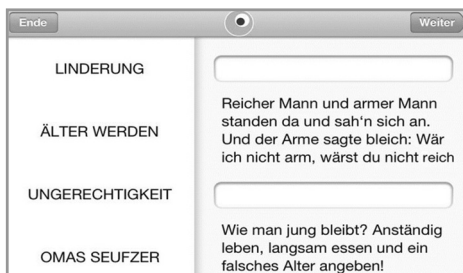 Ende
Weiter
LINDERUNG
ÄLTER WERDEN
UNGERECHTIGKEIT
OMAS SEUFZER
Reicher Mann und armer Mann
standen da und sah‘n sich an.
Und der Arme sagte bleich: Wär
ich nicht arm, wärst du nicht reich
Wie man jung bleibt? Anständig
leben, langsam essen und ein
falsches Alter angeben!